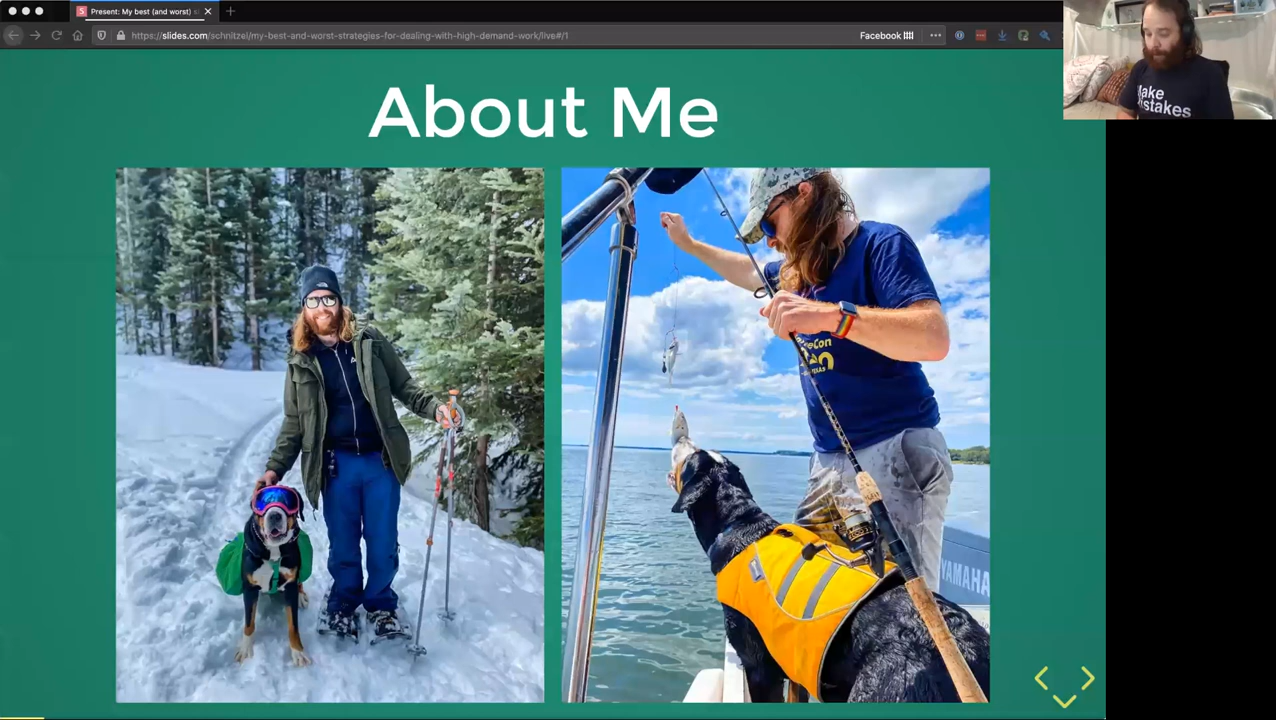 Present: My best (and worst)
https://slides.com/schnitzel/my-best-and-worst-strategies-for-dealing-with-high-demand-work/live#/1
Facebook
About Me
Make
YAMAHA